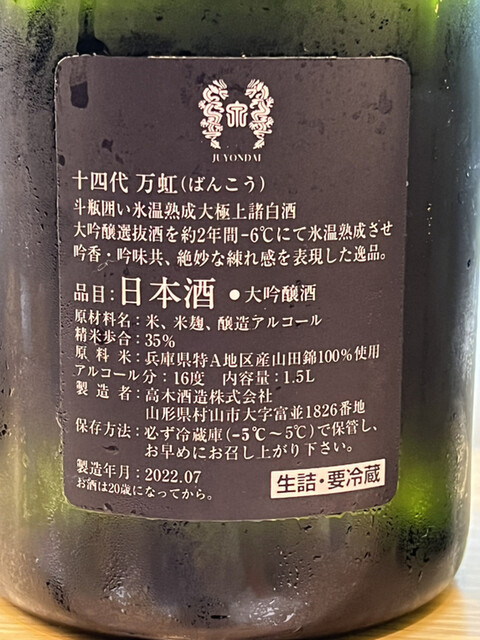 JUYONDAI
十四代 万虹(ばんこう)
斗瓶囲い氷温熟成大極上諸白酒
大吟醸選抜酒を約2年間-6℃にて氷温熟成させ
吟香・吟味共、絶妙な練れ感を表現した逸品。
品目:日本酒 ●大吟醸酒
原材料名:米、米麹、醸造アルコール
精米歩合:35%
原料米:兵庫県特A地区産山田錦100%使用
アルコール分:16度 内容量:1.5L
製造者:高木酒造株式会社
山形県村山市大字富並1826番地
保存方法:必ず冷蔵庫(-5℃〜5℃)で保管し、
お早めにお召し上がり下さい。
製造年月:2022.07
お酒は20歳になってから。
生詰・要冷蔵